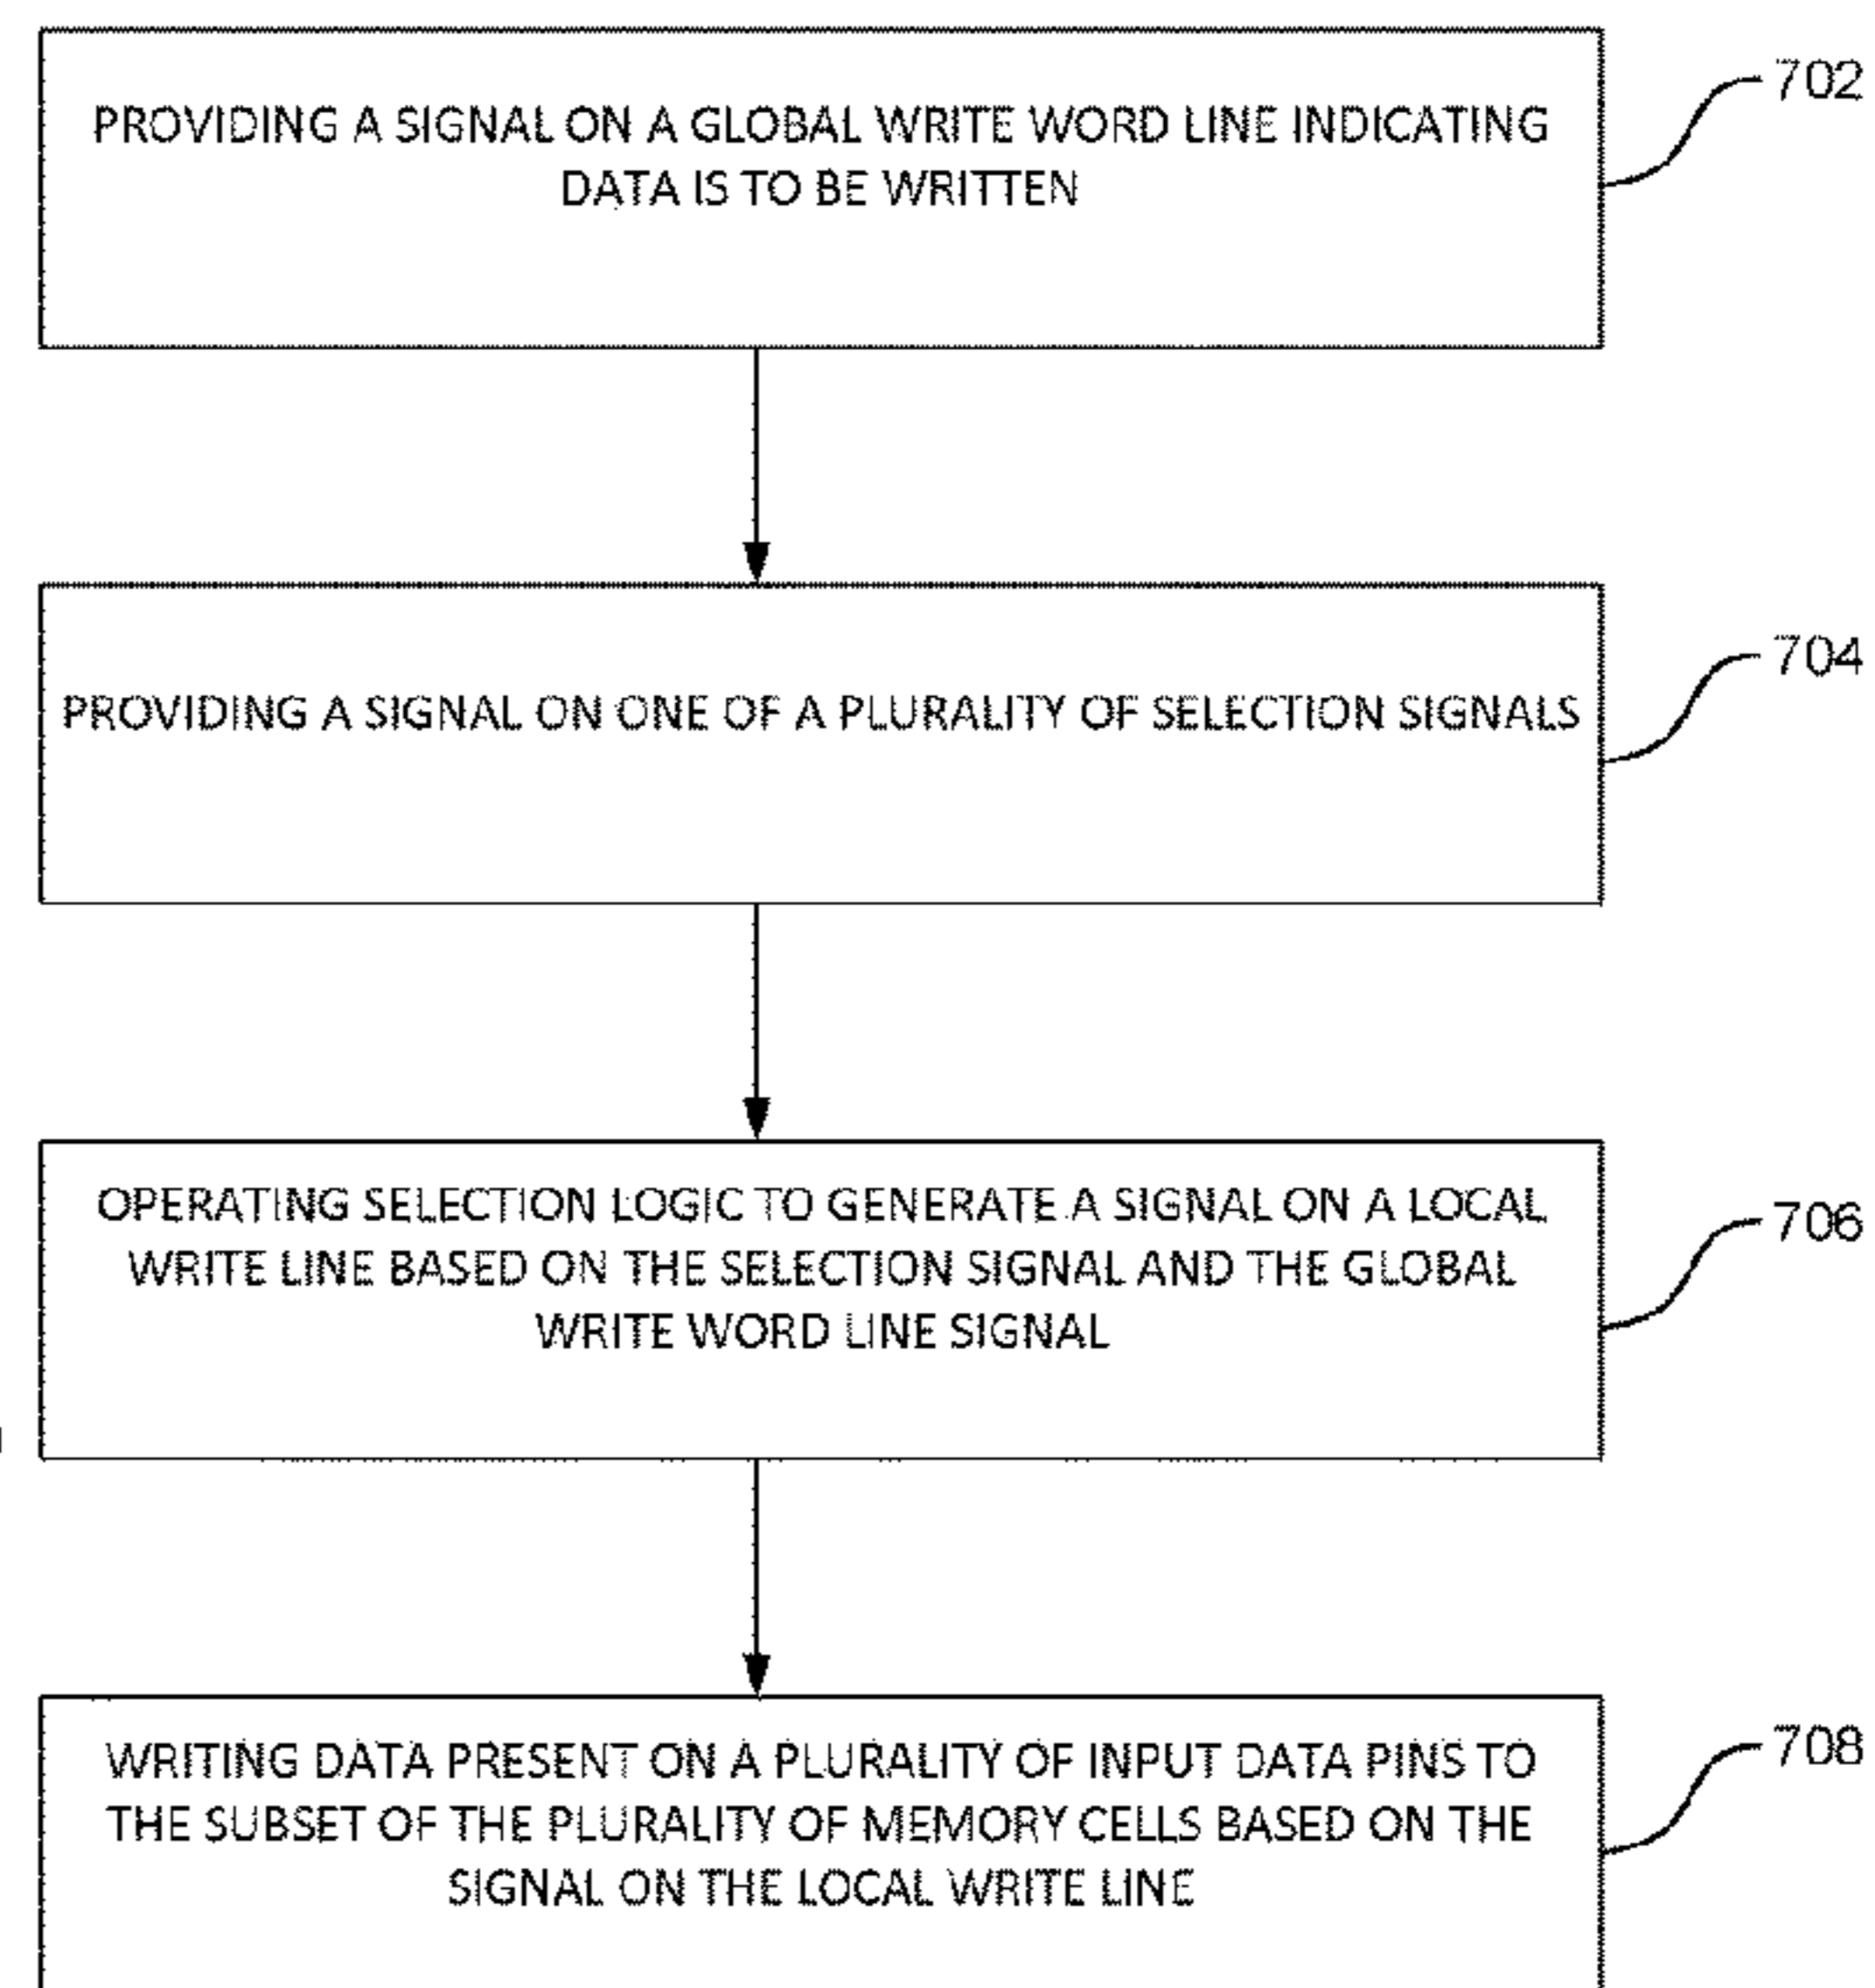 PROVIDING A SIGNAL ON A GLOBAL WRITE WORD LINE INDICATING
DATA IS TO BE WRITTEN
702
PROVIDING A SIGNAL ON ONE OF A PLURALITY OF SELECTION SIGNALS
704
OPERATING SELECTION LOGIC TO GENERATE A SIGNAL ON A LOCAL
WRITE LINE BASED ON THE SELECTION SIGNAL AND THE GLOBAL
WRITE WORD LINE SIGNAL
706
WRITING DATA PRESENT ON A PLURALITY OF INPUT DATA PINS TO
THE SUBSET OF THE PLURALITY OF MEMORY CELLS BASED ON THE
SIGNAL ON THE LOCAL WRITE LINE
708